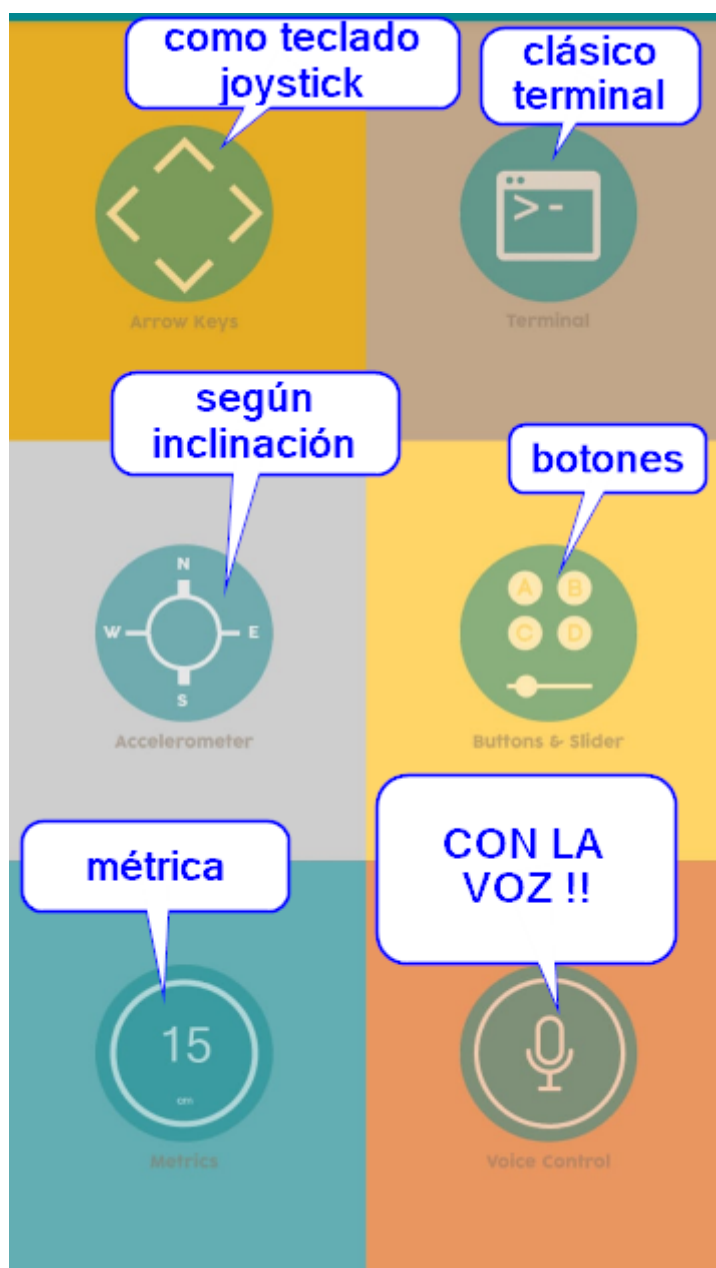 como teclado
joystick
clásico
terminal
>-
Arrow Keys
Terminal
según
inclinación
botones
N
W
E
S
A B
C D
Accelerometer
Buttons & Slider
métrica
CON LA
VOZ !!
15
cm
Metrics
Voice Control